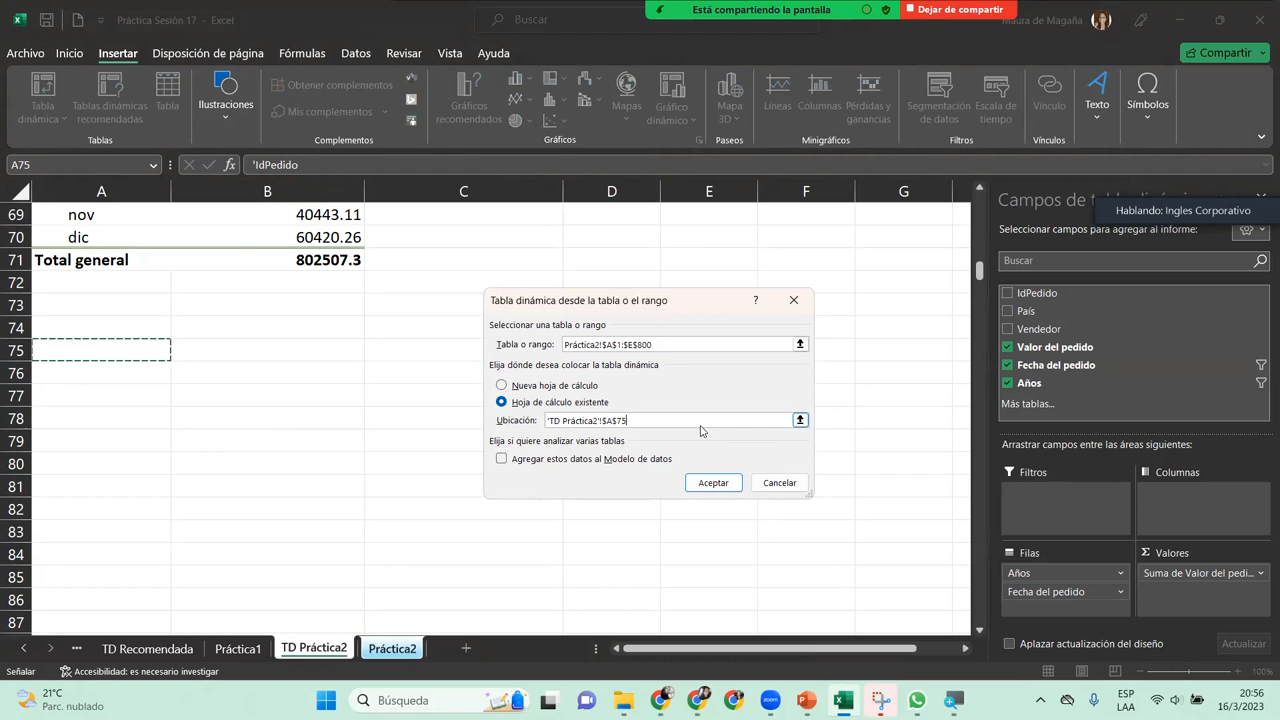 Práctica Sesión 17 - Excel
Buscar
Está compartiendo la pantalla
Dejar de compartir
Maura de Magaña
Archivo Inicio Insertar Disposición de página Fórmulas Datos Revisar Vista Ayuda
Compartir
Tabla dinámica
Tablas dinámicas recomendadas
Tabla
Tablas
Ilustraciones
Obtener complementos
Mis complementos
Complementos
Gráficos recomendados
Mapas
Gráfico dinámico
Gráficos
Mapa 3D
Paseos
Líneas
Columnas
Pérdidas y ganancias
Minigráficos
Segmentación de datos
Escala de tiempo
Filtros
Vínculo
Vínculos
Texto
Símbolos
A75
fx
'IdPedido
A B C D E F G
69 nov 40443.11
70 dic 60420.26
71 Total general 802507.3
72
73
74
75
76
77
78
79
80
81
82
83
84
85
86
87
Tabla dinámica desde la tabla o el rango
?
Seleccionar una tabla o rango
Tabla o rango: Práctica2!$A$1:$E$800
Elija dónde desea colocar la tabla dinámica
Nueva hoja de cálculo
Hoja de cálculo existente
Ubicación: 'TD Práctica2'!$A$75
Elija si quiere analizar varias tablas
Agregar estos datos al Modelo de datos
Aceptar
Cancelar
Campos de
Hablando: Ingles Corporativo
Seleccionar campos para agregar al informe:
Buscar
IdPedido
País
Vendedor
Valor del pedido
Fecha del pedido
Años
Más tablas...
Arrastrar campos entre las áreas siguientes:
Filtros
Columnas
Filas
Σ Valores
Años
Suma de Valor del pedi...
Fecha del pedido
Aplazar actualización del diseño
Actualizar
TD Recomendada Práctica1 TD Práctica2 Práctica2
Señalar
Accesibilidad: es necesario investigar
100%
21°C
Parc. nublado
Búsqueda
zoom
ESP
LAA
20:56
16/3/2023